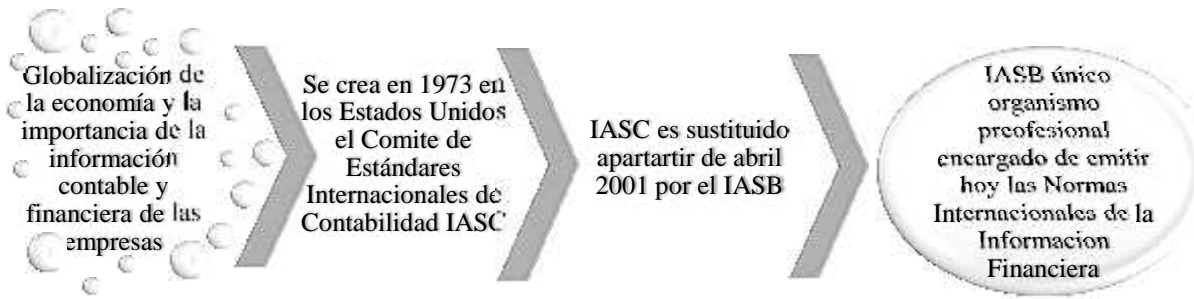 Globalización de
la economía y la
importancia de la
información
contable y
financiera de las
empresas
Se crea en 1973 en
los Estados Unidos
el Comite de
Estándares
Internacionales de
Contabilidad IASC
IASC es sustituido
apartartir de abril
2001 por el IASB
IASB único
organismo
preofesional
encargado de emitir
hoy las Normas
Internacionales de la
Informacion
Financiera